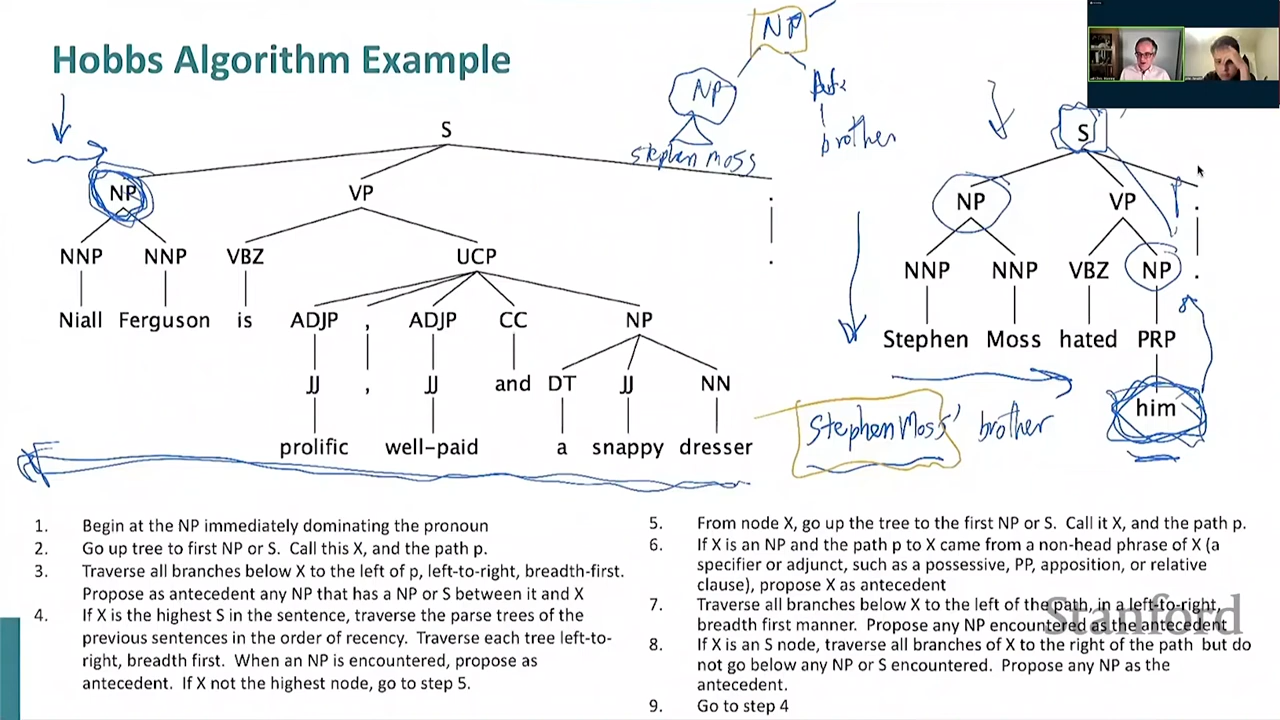 Hobbs Algorithm Example
NP
NP
brother
stephen moss
S
NP VP .
NNP NNP VBZ UCP .
Niall Ferguson is ADJP , ADJP CC NP
JJ , JJ and DT JJ NN
prolific well-paid a snappy dresser
S
NP VP .
NNP NNP VBZ NP .
Stephen Moss hated PRP
him
Stephen Moss' brother
1. Begin at the NP immediately dominating the pronoun
2. Go up tree to first NP or S. Call this X, and the path p.
3. Traverse all branches below X to the left of p, left-to-right, breadth-first.
Propose as antecedent any NP that has a NP or S between it and X
4. If X is the highest S in the sentence, traverse the parse trees of the
previous sentences in the order of recency. Traverse each tree left-to-
right, breadth first. When an NP is encountered, propose as
antecedent. If X not the highest node, go to step 5.
5. From node X, go up the tree to the first NP or S. Call it X, and the path p.
6. If X is an NP and the path p to X came from a non-head phrase of X (a
specifier or adjunct, such as a possessive, PP, apposition, or relative
clause), propose X as antecedent
7. Traverse all branches below X to the left of the path, in a left-to-right,
breadth first manner. Propose any NP encountered as the antecedent
8. If X is an S node, traverse all branches of X to the right of the path but do
not go below any NP or S encountered. Propose any NP as the
antecedent.
9. Go to step 4
Stanford